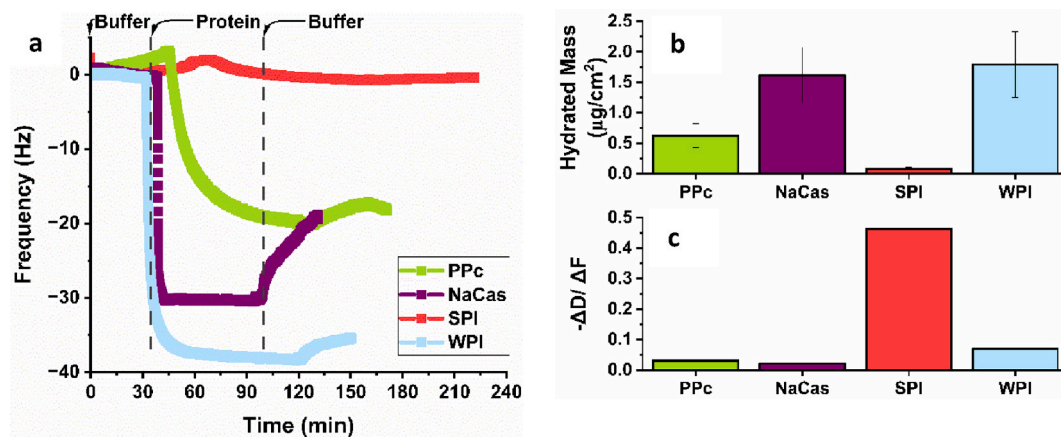 Buffer Protein Buffer
a
0
−10
−20
−30
−40
Frequency (Hz)
PPc
NaCas
SPI
WPI
0 30 60 90 120 150 180 210 240
Time (min)
b
Hydrated Mass
(µg/cm²)
2.5
2.0
1.5
1.0
0.5
0.0
PPc NaCas SPI WPI
c
-ΔD/ ΔF
0.5
0.4
0.3
0.2
0.1
0.0
PPc NaCas SPI WPI